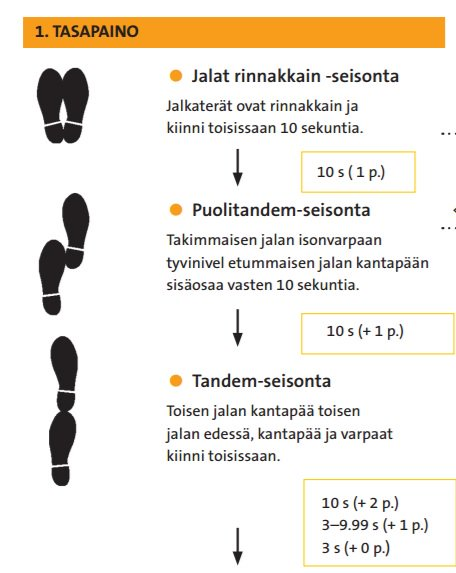 1. TASAPAINO
Jalat rinnakkain -seisonta
Jalkaterät ovat rinnakkain ja
kiinni toisissaan 10 sekuntia.
10 s ( 1 p.)
Puolitandem-seisonta
Takimmaisen jalan isonvarpaan
tyvinivel etummaisen jalan kantapään
sisäosaa vasten 10 sekuntia.
10 s (+ 1 p.)
Tandem-seisonta
Toisen jalan kantapää toisen
jalan edessä, kantapää ja varpaat
kiinni toisissaan.
10 s (+ 2 p.)
3–9.99 s (+ 1 p.)
3 s (+ 0 p.)